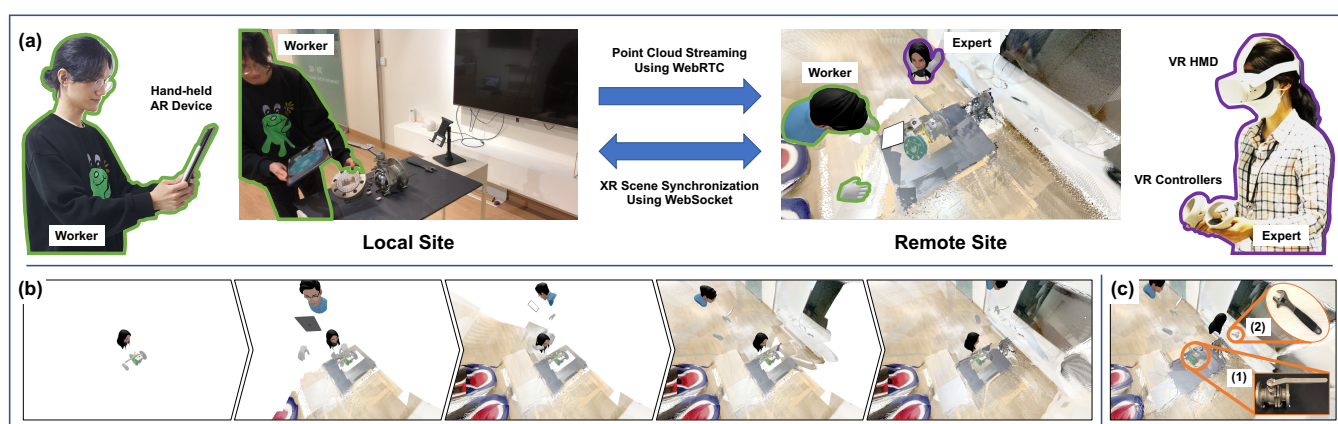 (a)
Hand-held
AR Device
Worker
Worker
Local Site
Point Cloud Streaming
Using WebRTC
XR Scene Synchronization
Using WebSocket
Expert
Worker
Remote Site
VR HMD
VR Controllers
Expert
(b)
(c)
(2)
(1)